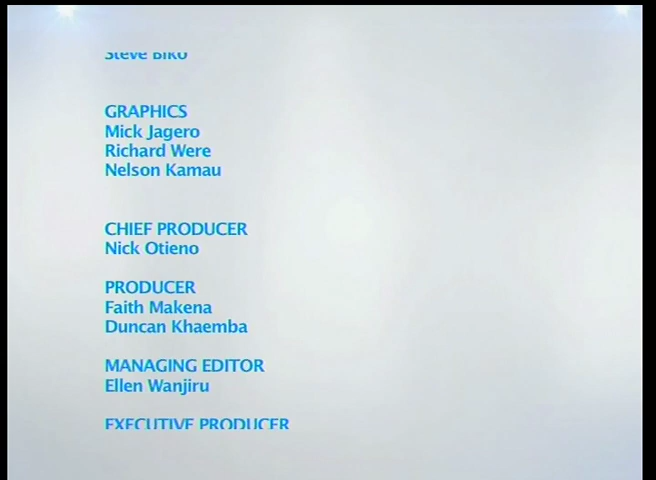 Steve Biko
GRAPHICS
Mick Jagero
Richard Were
Nelson Kamau
CHIEF PRODUCER
Nick Otieno
PRODUCER
Faith Makena
Duncan Khaemba
MANAGING EDITOR
Ellen Wanjiru
EXECUTIVE PRODUCER